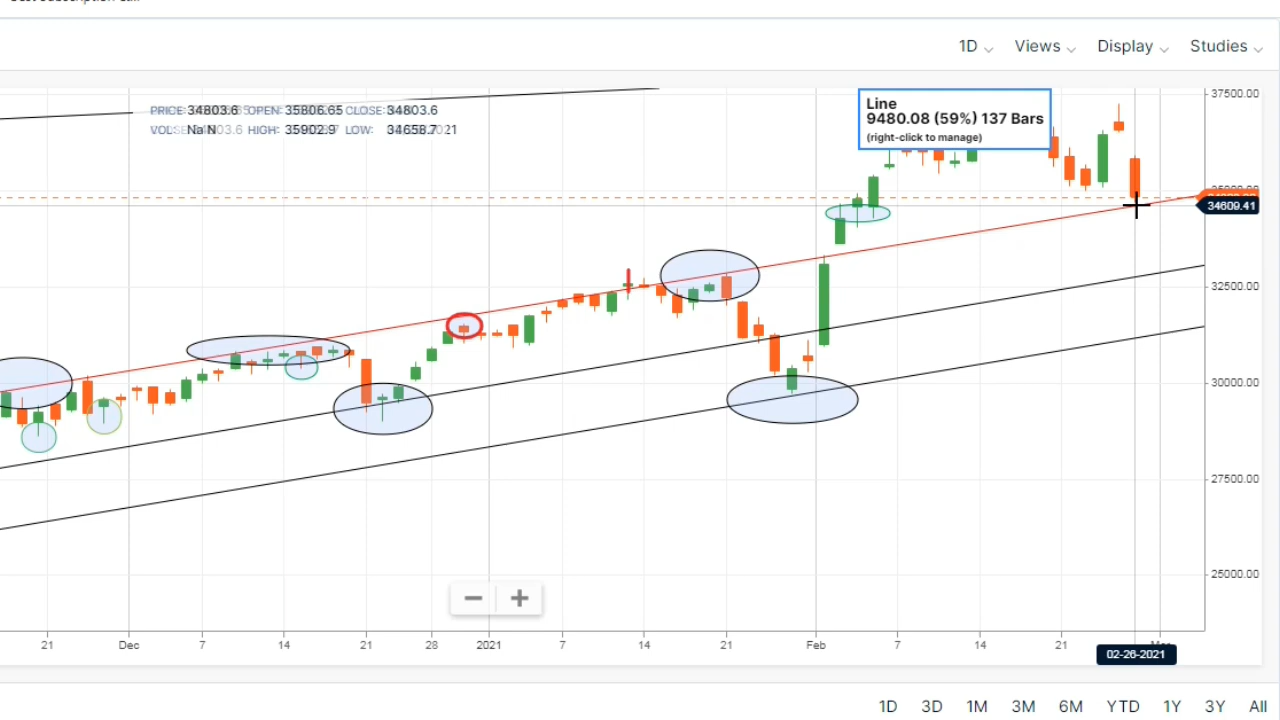 1D Views Display Studies
PRICE: 34803.6 OPEN: 35806.65 CLOSE: 34803.6
VOL: NaN HIGH: 35902.9 LOW: 34658.7
Line
9480.08 (59%) 137 Bars
(right-click to manage)
37500.00
35000.00
34609.41
32500.00
30000.00
27500.00
25000.00
− +
21 Dec 7 14 21 28 2021 7 14 21 Feb 7 14 21
02-26-2021
1D 3D 1M 3M 6M YTD 1Y 3Y All